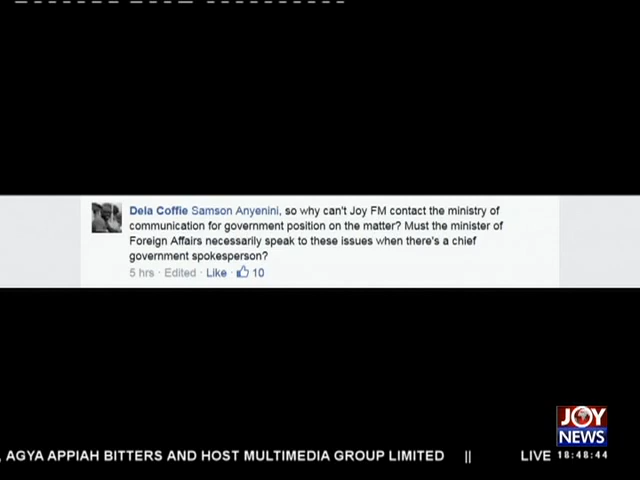 Dela Coffie Samson Anyenini, so why can't Joy FM contact the ministry of
communication for government position on the matter? Must the minister of
Foreign Affairs necessarily speak to these issues when there's a chief
government spokesperson?
5 hrs · Edited · Like · 10
JOY
NEWS
, AGYA APPIAH BITTERS AND HOST MULTIMEDIA GROUP LIMITED || LIVE 18:48:44